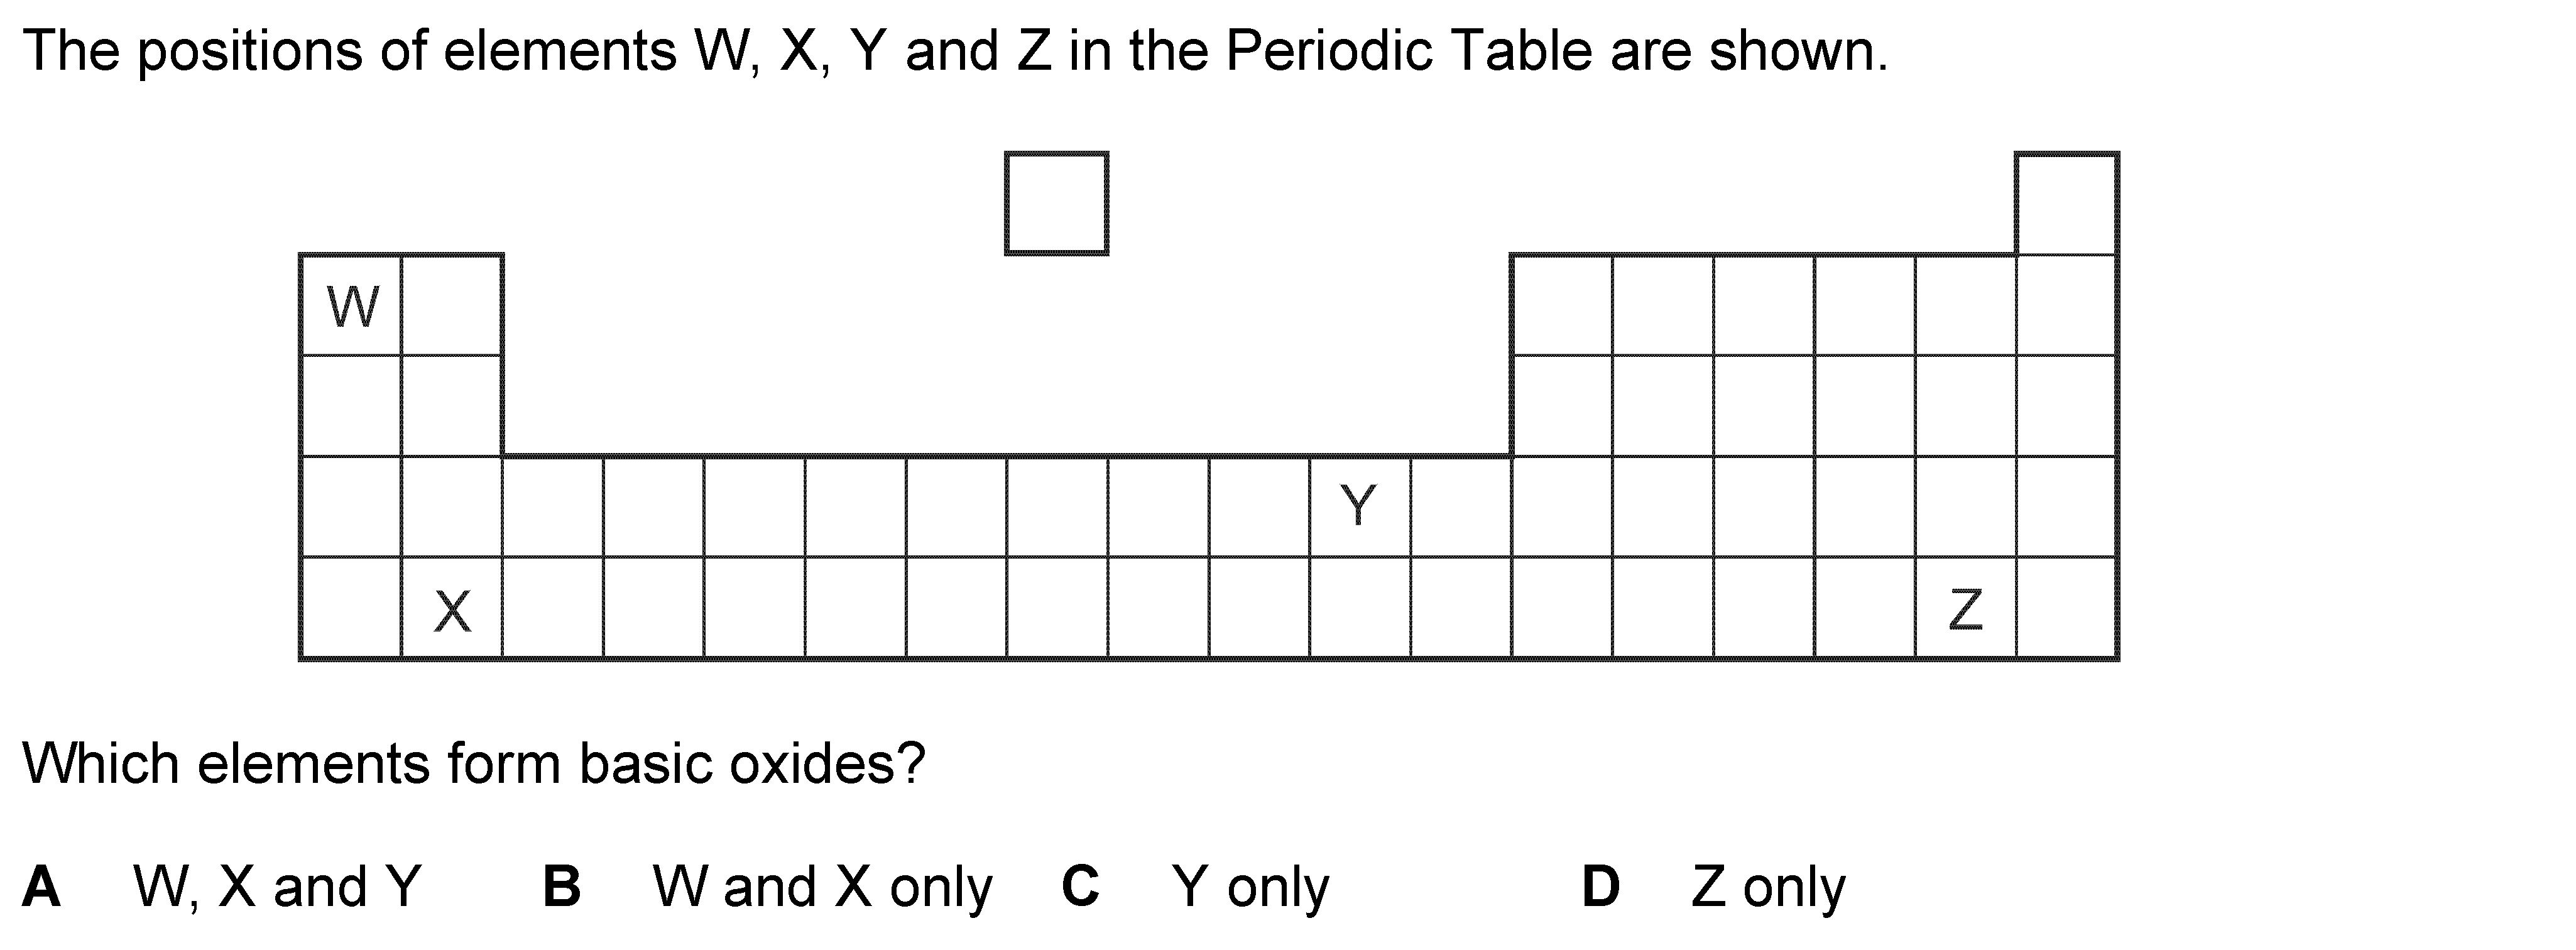 The positions of elements W, X, Y and Z in the Periodic Table are shown.
W
Y
X
Z
Which elements form basic oxides?
A W, X and Y B W and X only C Y only D Z only